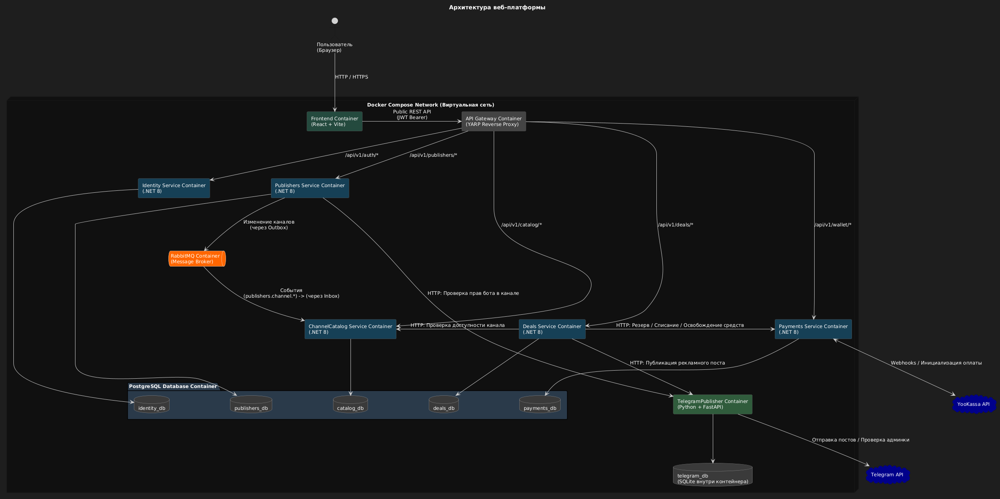 Архитектура веб-платформы
Пользователь
(Браузер)
HTTP / HTTPS
Docker Compose Network (Виртуальная сеть)
Frontend Container
(React + Vite)
Public REST API
(JWT Bearer)
API Gateway Container
(YARP Reverse Proxy)
/api/v1/auth/*
/api/v1/publishers/*
Identity Service Container
(.NET 8)
Publishers Service Container
(.NET 8)
Изменение каналов
(через Outbox)
/api/v1/catalog/*
/api/v1/deals/*
/api/v1/wallet/*
RabbitMQ Container
(Message Broker)
События
(publishers.channel.*) -> (через Inbox)
HTTP: Проверка прав бота в канале
ChannelCatalog Service Container
(.NET 8)
HTTP: Проверка доступности канала
Deals Service Container
(.NET 8)
HTTP: Резерв / Списание / Освобождение средств
Payments Service Container
(.NET 8)
HTTP: Публикация рекламного поста
Webhooks / Инициализация оплаты
PostgreSQL Database Container
identity_db
publishers_db
catalog_db
deals_db
payments_db
TelegramPublisher Container
(Python + FastAPI)
YooKassa API
Отправка постов / Проверка админки
telegram_db
(SQLite внутри контейнера)
Telegram API